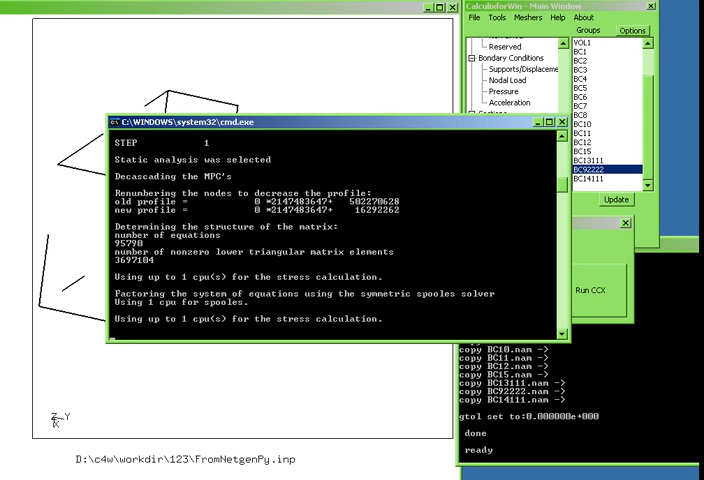 CalculixforWin - Main Window
File Tools Meshers Help About
Groups Options
Reserved
Bondary Conditions
Supports/Displaceme
Nodal Load
Pressure
Acceleration
VOL1
BC1
BC2
BC3
BC4
BC5
BC6
BC7
BC8
BC10
BC11
BC12
BC15
BC13111
BC92222
BC14111
Update
Run CCX
C:\WINDOWS\system32\cmd.exe
STEP 1
Static analysis was selected
Decascading the MPC's
Renumbering the nodes to decrease the profile:
old profile = 0 *2147483647+ 502270628
new profile = 0 *2147483647+ 16292262
Determining the structure of the matrix:
number of equations
95790
number of nonzero lower triangular matrix elements
3697104
Using up to 1 cpu(s) for the stress calculation.
Factoring the system of equations using the symmetric spooles solver
Using 1 cpu for spooles.
Using up to 1 cpu(s) for the stress calculation.
copy BC10.nam ->
copy BC11.nam ->
copy BC12.nam ->
copy BC15.nam ->
copy BC13111.nam ->
copy BC92222.nam ->
copy BC14111.nam ->
gtol set to:0.000000e+000
done
ready
Z Y
X
D:\c4w\workdir\123\FromNetgenPy.inp